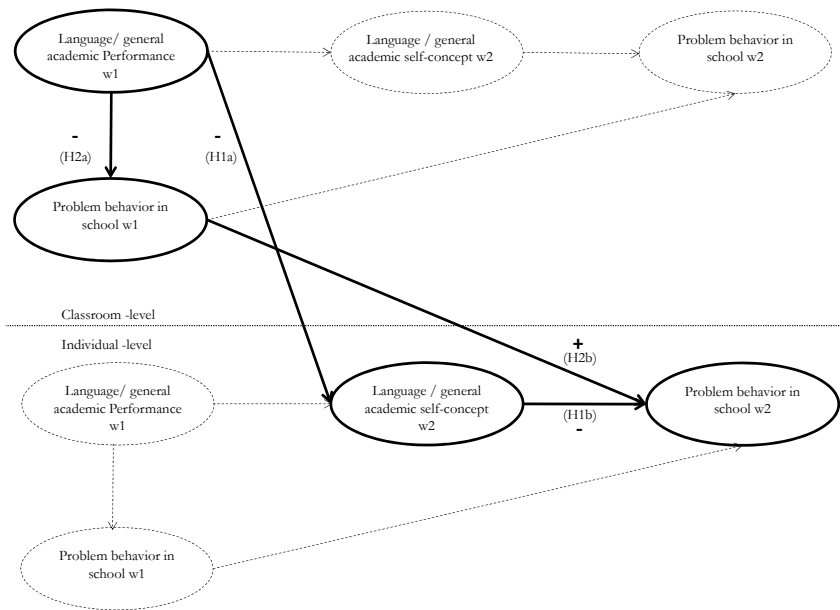 Language/ general
academic Performance
w1
Language / general
academic self-concept w2
Problem behavior in
school w2
-
(H2a)
-
(H1a)
Problem behavior in
school w1
Classroom -level
Individual -level
+
(H2b)
Language/ general
academic Performance
w1
Language / general
academic self-concept
w2
(H1b)
-
Problem behavior in
school w2
Problem behavior in
school w1